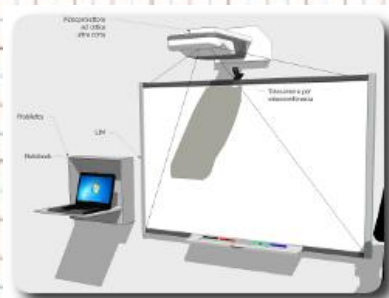 Videoproiettore
ad ottica
ultra corta
Telecamera per
videoconferenza
LIM
Notebook